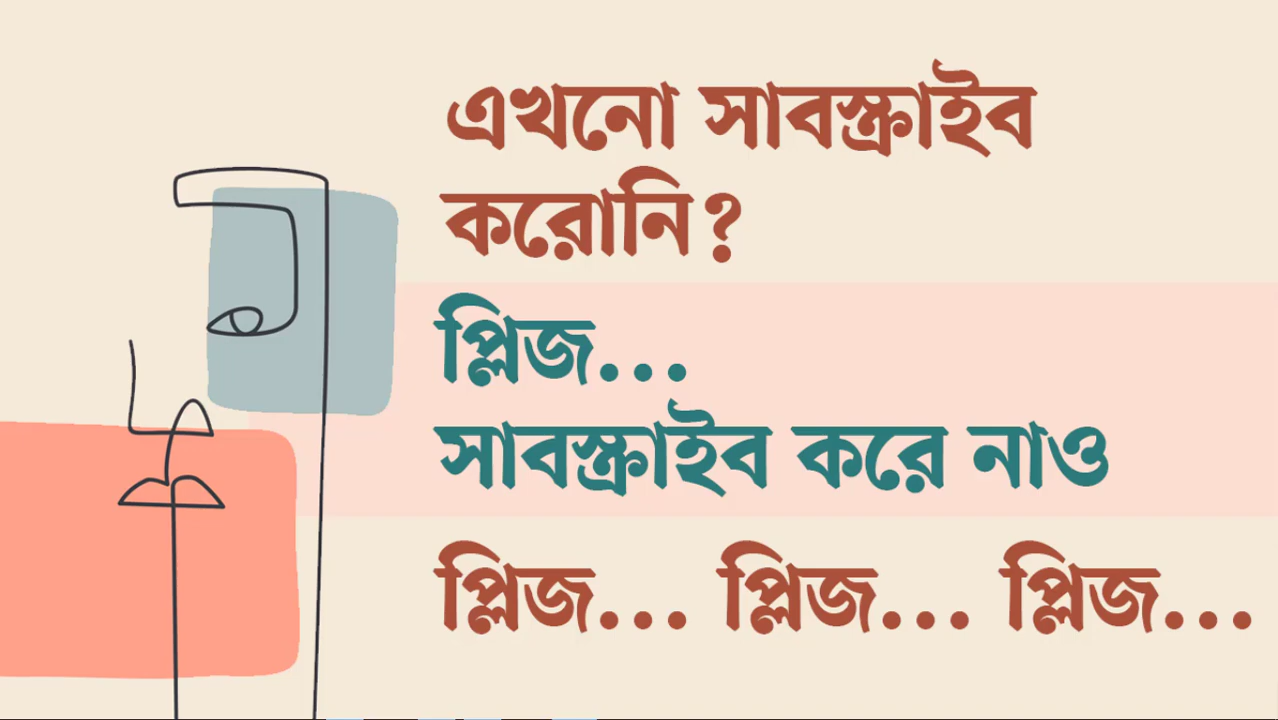 এখনো সাবস্ক্রাইব
করোনি?
প্লিজ...
সাবস্ক্রাইব করে নাও
প্লিজ... প্লিজ... প্লিজ...